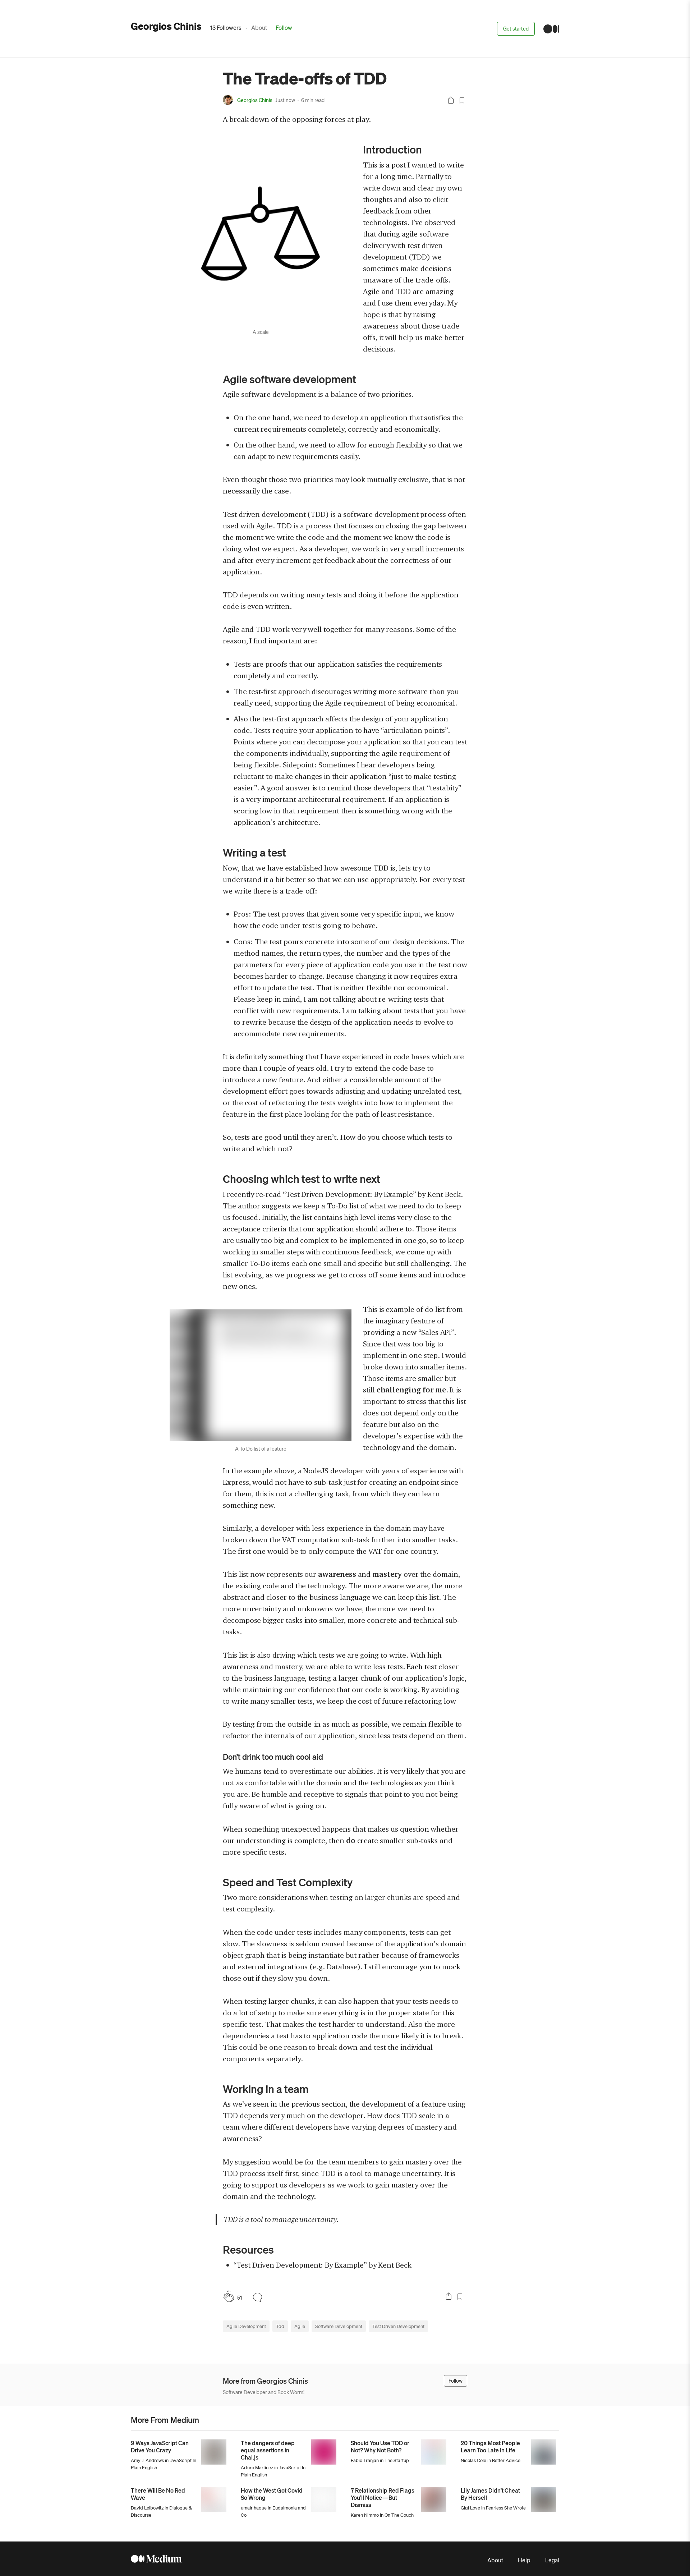 Georgios Chinis 13 Followers · About Follow Get started
The Trade-offs of TDD
Georgios Chinis Just now · 6 min read
A break down of the opposing forces at play.
A scale
Introduction
This is a post I wanted to write
for a long time. Partially to
write down and clear my own
thoughts and also to elicit
feedback from other
technologists. I’ve observed
that during agile software
delivery with test driven
development (TDD) we
sometimes make decisions
unaware of the trade-offs.
Agile and TDD are amazing
and I use them everyday. My
hope is that by raising
awareness about those trade-
offs, it will help us make better
decisions.
Agile software development
Agile software development is a balance of two priorities.
• On the one hand, we need to develop an application that satisfies the
current requirements completely, correctly and economically.
• On the other hand, we need to allow for enough flexibility so that we
can adapt to new requirements easily.
Even thought those two priorities may look mutually exclusive, that is not
necessarily the case.
Test driven development (TDD) is a software development process often
used with Agile. TDD is a process that focuses on closing the gap between
the moment we write the code and the moment we know the code is
doing what we expect. As a developer, we work in very small increments
and after every increment get feedback about the correctness of our
application.
TDD depends on writing many tests and doing it before the application
code is even written.
Agile and TDD work very well together for many reasons. Some of the
reason, I find important are:
• Tests are proofs that our application satisfies the requirements
completely and correctly.
• The test-first approach discourages writing more software than you
really need, supporting the Agile requirement of being economical.
• Also the test-first approach affects the design of your application
code. Tests require your application to have “articulation points”.
Points where you can decompose your application so that you can test
the components individually, supporting the agile requirement of
being flexible. Sidepoint: Sometimes I hear developers being
reluctant to make changes in their application “just to make testing
easier”. A good answer is to remind those developers that “testabity”
is a very important architectural requirement. If an application is
scoring low in that requirement then is something wrong with the
application’s architecture.
Writing a test
Now, that we have established how awesome TDD is, lets try to
understand it a bit better so that we can use appropriately. For every test
we write there is a trade-off:
• Pros: The test proves that given some very specific input, we know
how the code under test is going to behave.
• Cons: The test pours concrete into some of our design decisions. The
method names, the return types, the number and the types of the
parameters for every piece of application code you use in the test now
becomes harder to change. Because changing it now requires extra
effort to update the test. That is neither flexible nor economical.
Please keep in mind, I am not talking about re-writing tests that
conflict with new requirements. I am talking about tests that you have
to rewrite because the design of the application needs to evolve to
accommodate new requirements.
It is definitely something that I have experienced in code bases which are
more than I couple of years old. I try to extend the code base to
introduce a new feature. And either a considerable amount of the
development effort goes towards adjusting and updating unrelated test,
or the cost of refactoring the tests weights into how to implement the
feature in the first place looking for the path of least resistance.
So, tests are good until they aren’t. How do you choose which tests to
write and which not?
Choosing which test to write next
I recently re-read “Test Driven Development: By Example” by Kent Beck.
The author suggests we keep a To-Do list of what we need to do to keep
us focused. Initially, the list contains high level items very close to the
acceptance criteria that our application should adhere to. Those items
are usually too big and complex to be implemented in one go, so to keep
working in smaller steps with continuous feedback, we come up with
smaller To-Do items each one small and specific but still challenging. The
list evolving, as we progress we get to cross off some items and introduce
new ones.
A To Do list of a feature
This is example of do list from
the imaginary feature of
providing a new “Sales API”.
Since that was too big to
implement in one step. I would
broke down into smaller items.
Those items are smaller but
still challenging for me. It is
important to stress that this list
does not depend only on the
feature but also on the
developer’s expertise with the
technology and the domain.
In the example above, a NodeJS developer with years of experience with
Express, would not have to sub-task just for creating an endpoint since
for them, this is not a challenging task, from which they can learn
something new.
Similarly, a developer with less experience in the domain may have
broken down the VAT computation sub-task further into smaller tasks.
The first one would be to only compute the VAT for one country.
This list now represents our awareness and mastery over the domain,
the existing code and the technology. The more aware we are, the more
abstract and closer to the business language we can keep this list. The
more uncertainty and unknowns we have, the more we need to
decompose bigger tasks into smaller, more concrete and technical sub-
tasks.
This list is also driving which tests we are going to write. With high
awareness and mastery, we are able to write less tests. Each test closer
to the business language, testing a larger chunk of our application’s logic,
while maintaining our confidence that our code is working. By avoiding
to write many smaller tests, we keep the cost of future refactoring low
By testing from the outside-in as much as possible, we remain flexible to
refactor the internals of our application, since less tests depend on them.
Don’t drink too much cool aid
We humans tend to overestimate our abilities. It is very likely that you are
not as comfortable with the domain and the technologies as you think
you are. Be humble and receptive to signals that point to you not being
fully aware of what is going on.
When something unexpected happens that makes us question whether
our understanding is complete, then do create smaller sub-tasks and
more specific tests.
Speed and Test Complexity
Two more considerations when testing on larger chunks are speed and
test complexity.
When the code under tests includes many components, tests can get
slow. The slowness is seldom caused because of the application’s domain
object graph that is being instantiate but rather because of frameworks
and external integrations (e.g. Database). I still encourage you to mock
those out if they slow you down.
When testing larger chunks, it can also happen that your tests needs to
do a lot of setup to make sure everything is in the proper state for this
specific test. That makes the test harder to understand. Also the more
dependencies a test has to application code the more likely it is to break.
This could be one reason to break down and test the individual
components separately.
Working in a team
As we’ve seen in the previous section, the development of a feature using
TDD depends very much on the developer. How does TDD scale in a
team where different developers have varying degrees of mastery and
awareness?
My suggestion would be for the team members to gain mastery over the
TDD process itself first, since TDD is a tool to manage uncertainty. It is
going to support us developers as we work to gain mastery over the
domain and the technology.
TDD is a tool to manage uncertainty.
Resources
• “Test Driven Development: By Example” by Kent Beck
51
Agile Development Tdd Agile Software Development Test Driven Development
More from Georgios Chinis Follow
Software Developer and Book Worm!
More From Medium
9 Ways JavaScript Can
Drive You Crazy
Amy J. Andrews in JavaScript In
Plain English
The dangers of deep
equal assertions in
Chai.js
Arturo Martínez in JavaScript In
Plain English
Should You Use TDD or
Not? Why Not Both?
Fabio Tranjan in The Startup
20 Things Most People
Learn Too Late In Life
Nicolas Cole in Better Advice
There Will Be No Red
Wave
David Leibowitz in Dialogue &
Discourse
How the West Got Covid
So Wrong
umair haque in Eudaimonia and
Co
7 Relationship Red Flags
You’ll Notice — But
Dismiss
Karen Nimmo in On The Couch
Lily James Didn’t Cheat
By Herself
Gigi Love in Fearless She Wrote
Medium About Help Legal